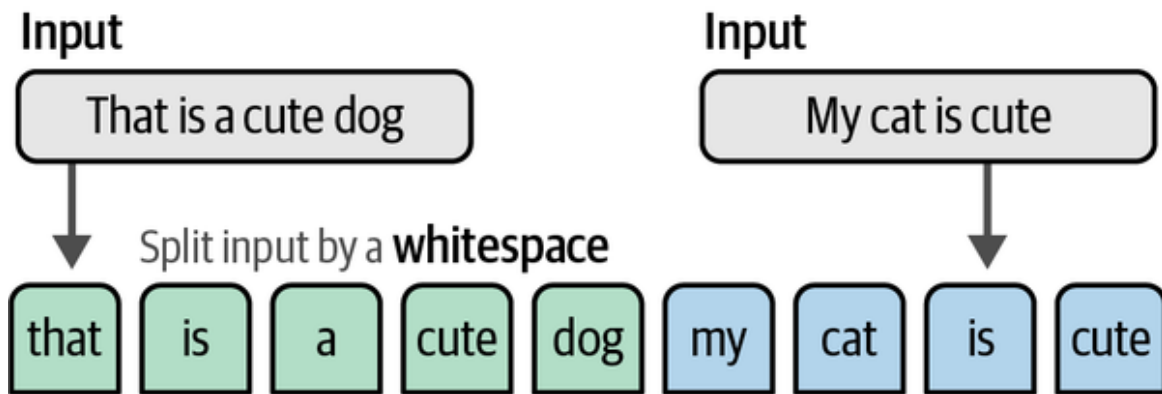 Input
Input
That is a cute dog
My cat is cute
Split input by a whitespace
that is a cute dog my cat is cute